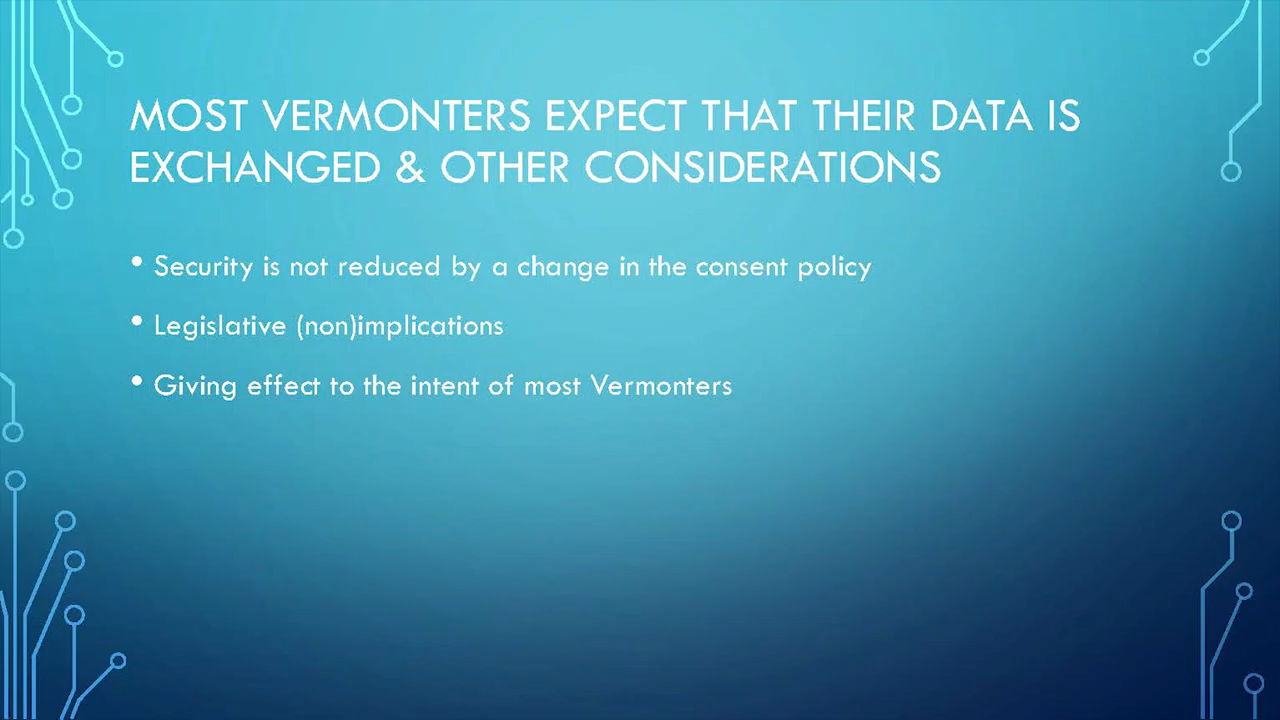 MOST VERMONTERS EXPECT THAT THEIR DATA IS
EXCHANGED & OTHER CONSIDERATIONS
• Security is not reduced by a change in the consent policy
• Legislative (non)implications
• Giving effect to the intent of most Vermonters